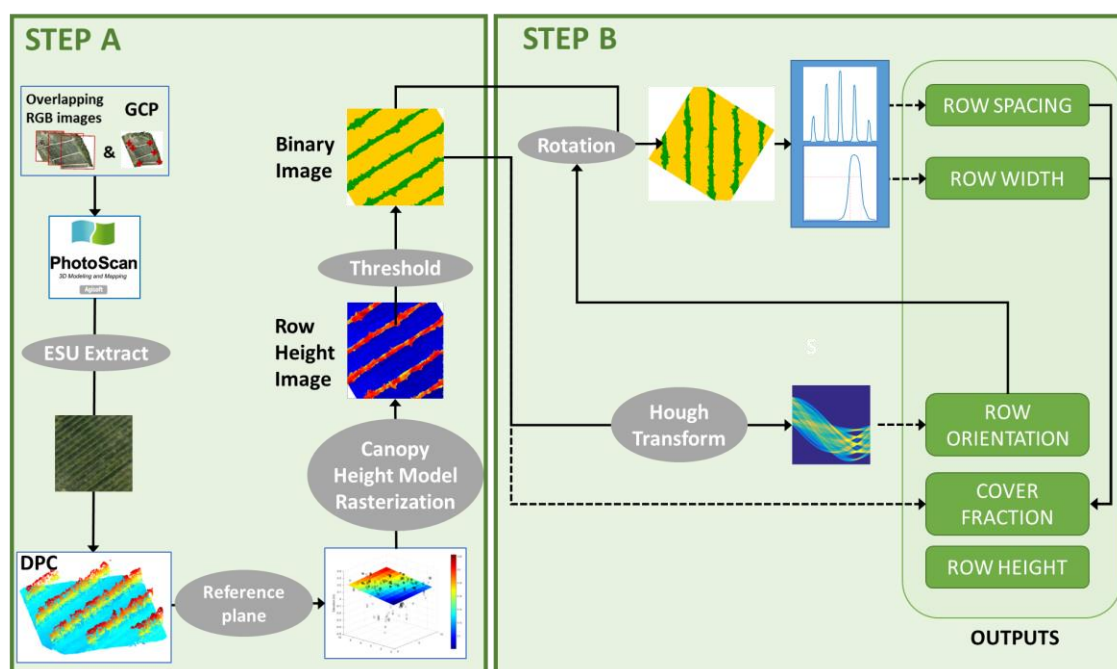 STEP A
Overlapping
RGB images
GCP
&
PhotoScan
3D Modeling and Mapping
Agisoft
ESU Extract
DPC
Reference
plane
Canopy
Height Model
Rasterization
Row
Height
Image
Threshold
Binary
Image
STEP B
Rotation
Hough
Transform
S
ROW SPACING
ROW WIDTH
ROW
ORIENTATION
COVER
FRACTION
ROW HEIGHT
OUTPUTS